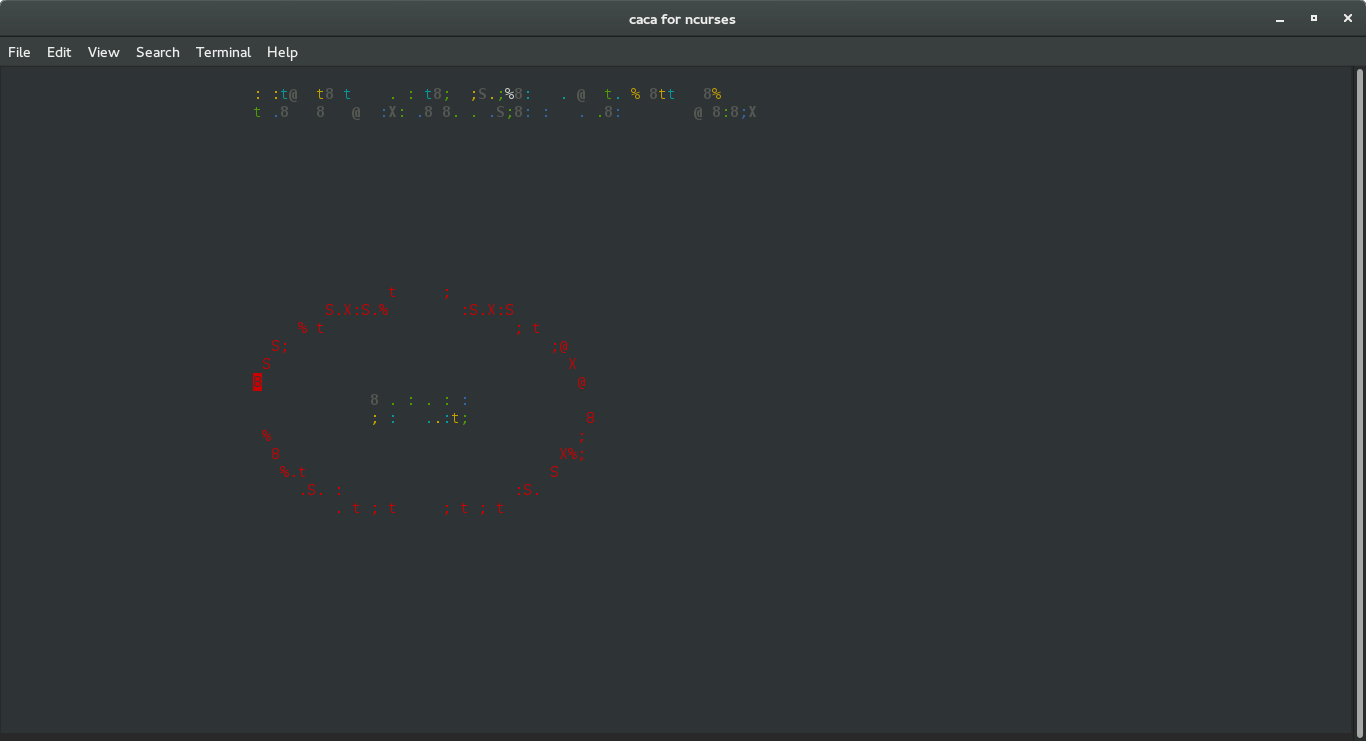 caca for ncurses
File Edit View Search Terminal Help
: :t@ t8 t . : t8; ;S.;%8: . @ t. % 8tt 8%
t .8 8 @ :X: .8 8. . .S;8: : . .8: @ 8:8;X
t :
S.X:S.% :S.X:S
% t : t
S: :@
S X
@ @
8 . : . : :
; : ..:t; 8
% ;
8 X%;
%.t S
.S. : :S.
. t ; t ; t ; t